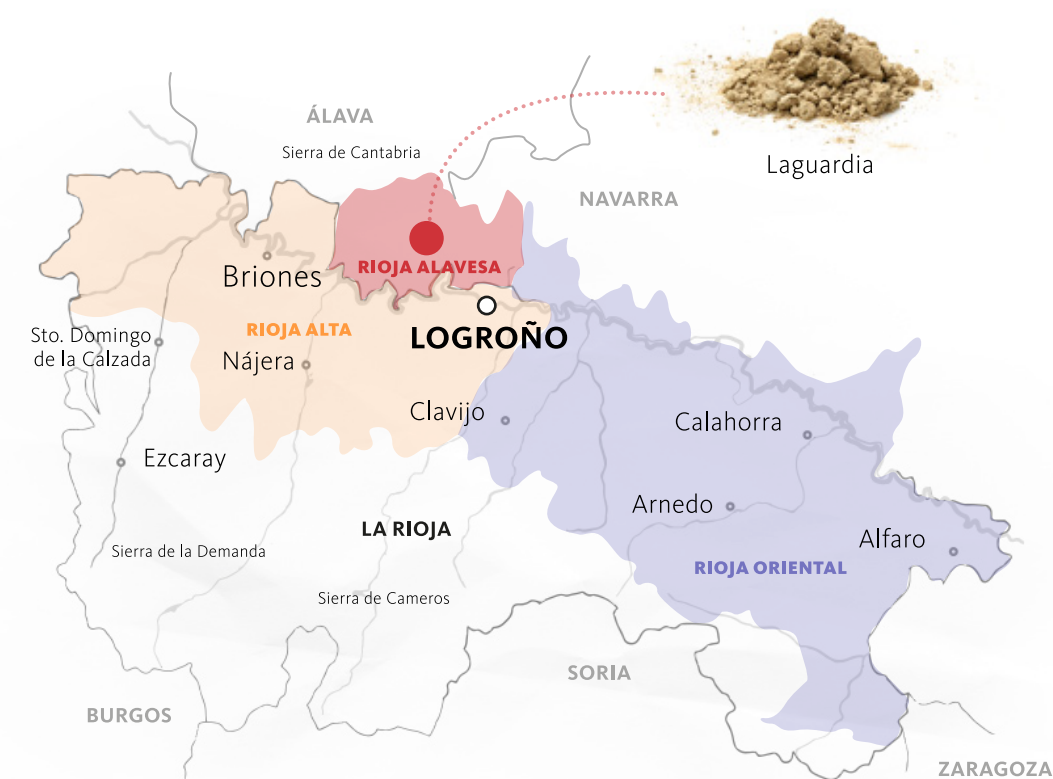 ÁLAVA
Sierra de Cantabria
Laguardia
NAVARRA
Briones
RIOJA ALAVESA
Sto. Domingo
de la Calzada
RIOJA ALTA
LOGROÑO
Nájera
Clavijo
Calahorra
Ezcaray
Arnedo
LA RIOJA
Alfaro
Sierra de la Demanda
RIOJA ORIENTAL
Sierra de Cameros
SORIA
BURGOS
ZARAGOZA